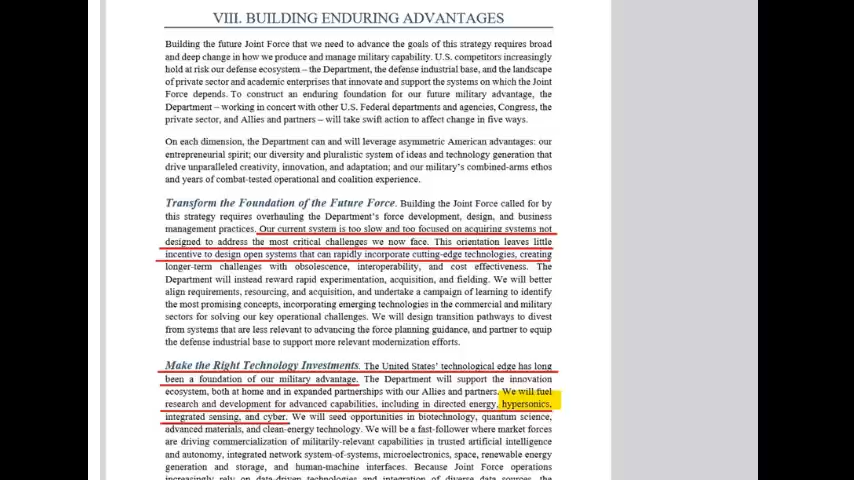 VIII. BUILDING ENDURING ADVANTAGES
Building the future Joint Force that we need to advance the goals of this strategy requires broad
and deep change in how we produce and manage military capability. U.S. competitors increasingly
hold at risk our defense ecosystem – the Department, the defense industrial base, and the landscape
of private sector and academic enterprises that innovate and support the systems on which the Joint
Force depends. To construct an enduring foundation for our future military advantage, the
Department – working in concert with other U.S. Federal departments and agencies, Congress, the
private sector, and Allies and partners – will take swift action to affect change in five ways.
On each dimension, the Department can and will leverage asymmetric American advantages: our
entrepreneurial spirit; our diversity and pluralistic system of ideas and technology generation that
drive unparalleled creativity, innovation, and adaptation; and our military's combined-arms ethos
and years of combat-tested operational and coalition experience.
Transform the Foundation of the Future Force. Building the Joint Force called for by
this strategy requires overhauling the Department's force development, design, and business
management practices. Our current system is too slow and too focused on acquiring systems not
designed to address the most critical challenges we now face. This orientation leaves little
incentive to design open systems that can rapidly incorporate cutting-edge technologies, creating
longer-term challenges with obsolescence, interoperability, and cost effectiveness. The
Department will instead reward rapid experimentation, acquisition, and fielding. We will better
align requirements, resourcing, and acquisition, and undertake a campaign of learning to identify
the most promising concepts, incorporating emerging technologies in the commercial and military
sectors for solving our key operational challenges. We will design transition pathways to divest
from systems that are less relevant to advancing the force planning guidance, and partner to equip
the defense industrial base to support more relevant modernization efforts.
Make the Right Technology Investments. The United States' technological edge has long
been a foundation of our military advantage. The Department will support the innovation
ecosystem, both at home and in expanded partnerships with our Allies and partners. We will fuel
research and development for advanced capabilities, including in directed energy, hypersonics,
integrated sensing, and cyber. We will seed opportunities in biotechnology, quantum science,
advanced materials, and clean-energy technology. We will be a fast-follower where market forces
are driving commercialization of militarily-relevant capabilities in trusted artificial intelligence
and autonomy, integrated network system-of-systems, microelectronics, space, renewable energy
generation and storage, and human-machine interfaces. Because Joint Force operations
increasingly rely on data-driven technologies and integration of diverse data sources, the